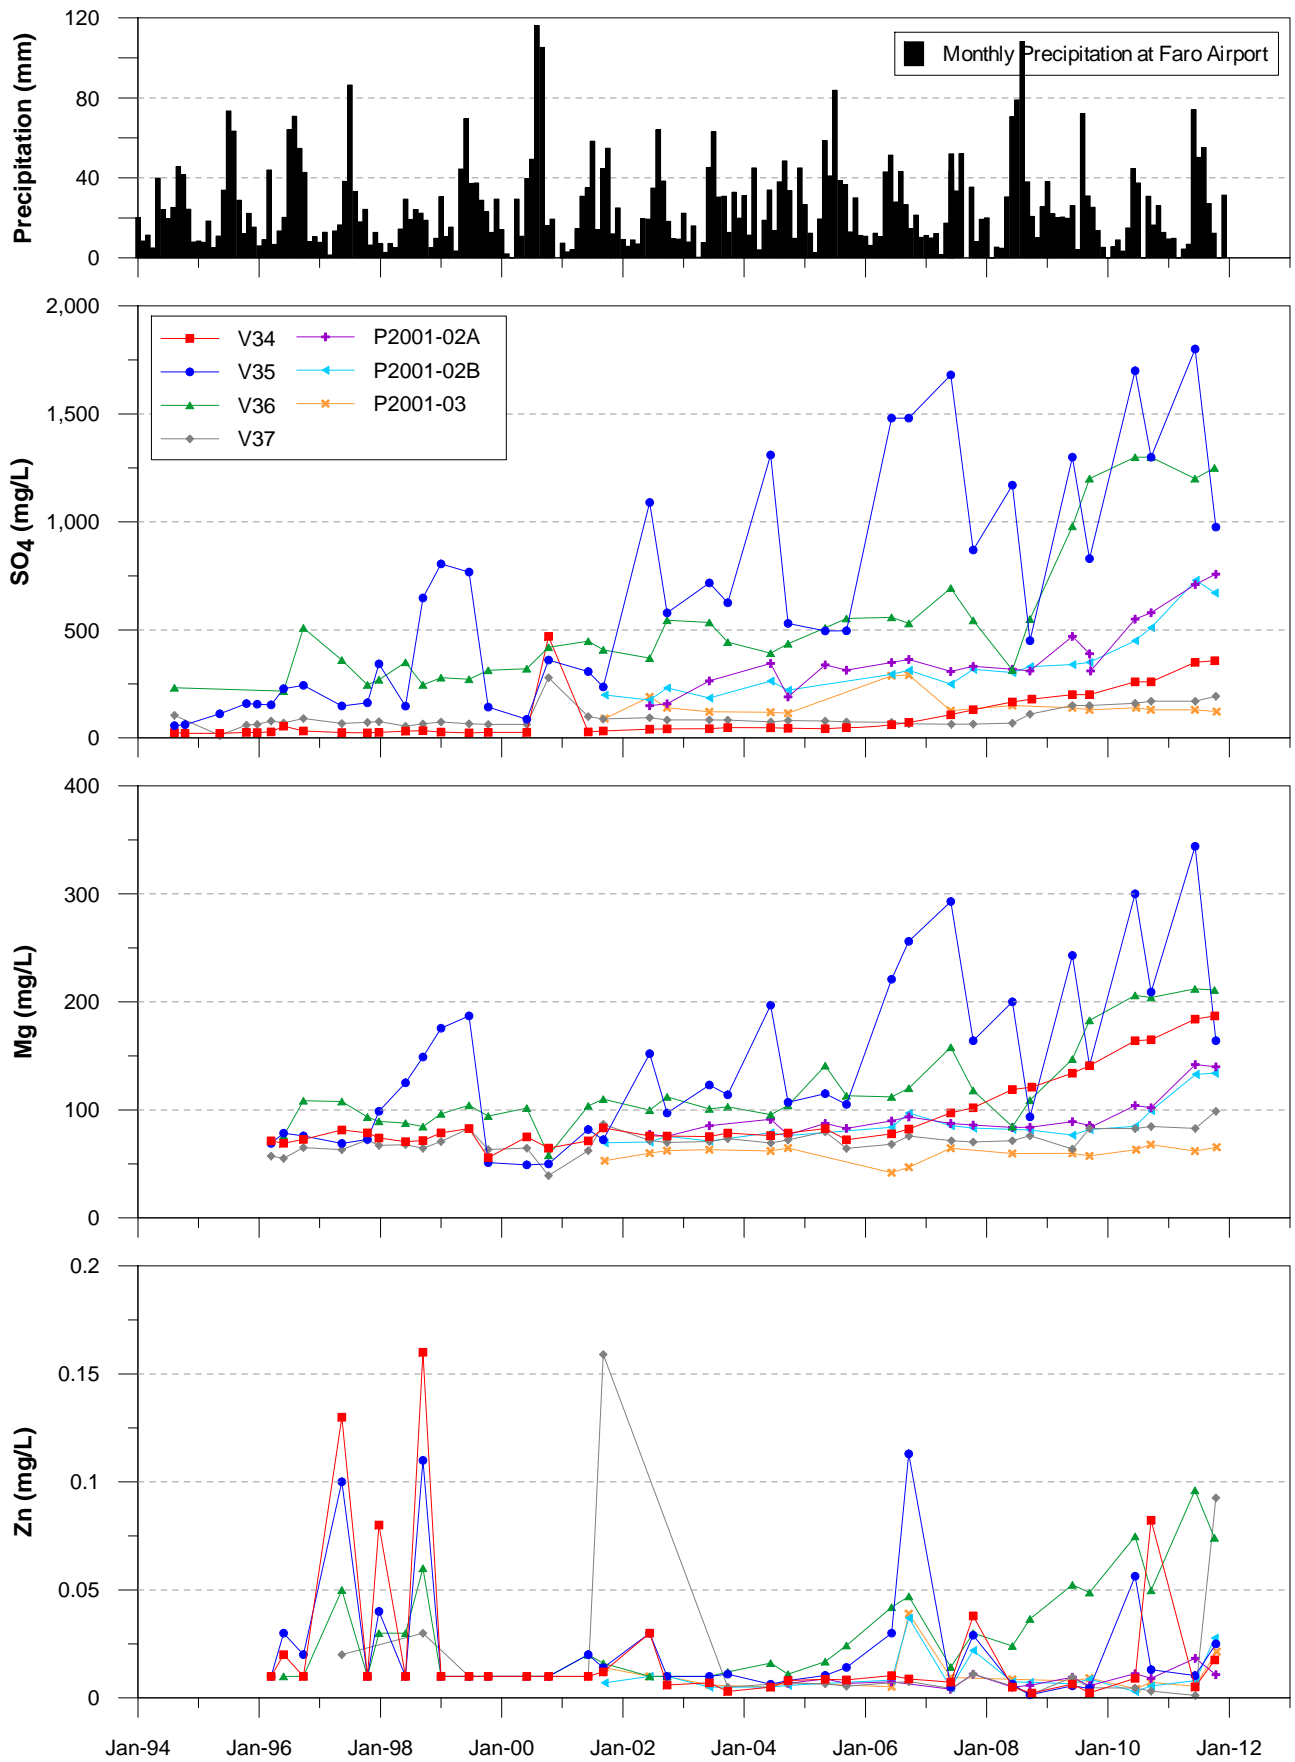 120
80
40
0
Precipitation (mm)
Monthly Precipitation at Faro Airport
2,000
1,500
1,000
500
0
SO4 (mg/L)
V34
V35
V36
V37
P2001-02A
P2001-02B
P2001-03
400
300
200
100
0
Mg (mg/L)
0.2
0.15
0.1
0.05
0
Zn (mg/L)
Jan-94 Jan-96 Jan-98 Jan-00 Jan-02 Jan-04 Jan-06 Jan-08 Jan-10 Jan-12